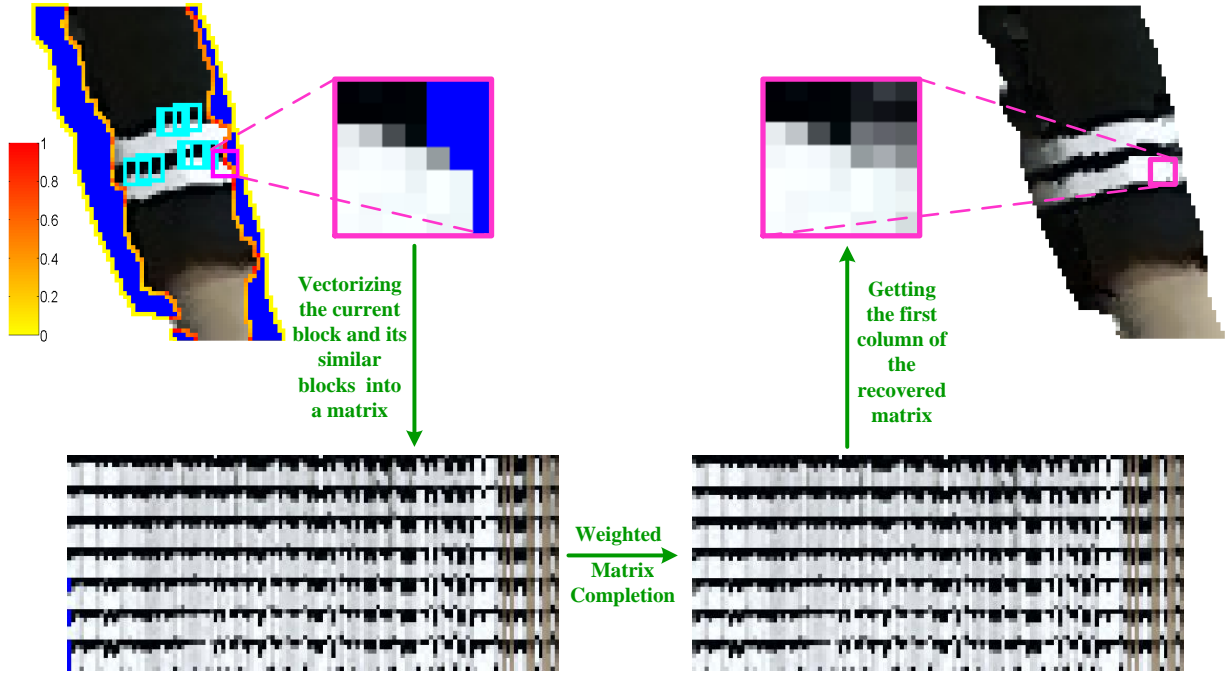 1
0.8
0.6
0.4
0.2
0
Vectorizing
the current
block and its
similar
blocks into
a matrix
Getting
the first
column of
the
recovered
matrix
Weighted
Matrix
Completion